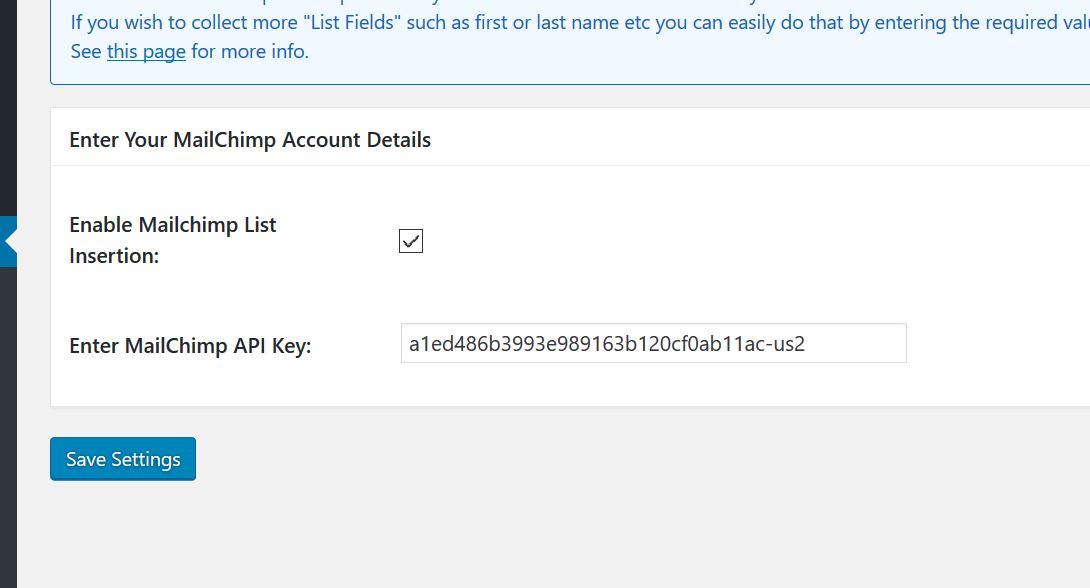 If you wish to collect more "List Fields" such as first or last name etc you can easily do that by entering the required
See this page for more info.
Enter Your MailChimp Account Details
Enable Mailchimp List
Insertion:
Enter MailChimp API Key:
a1ed486b3993e989163b120cf0ab11ac-us2
Save Settings